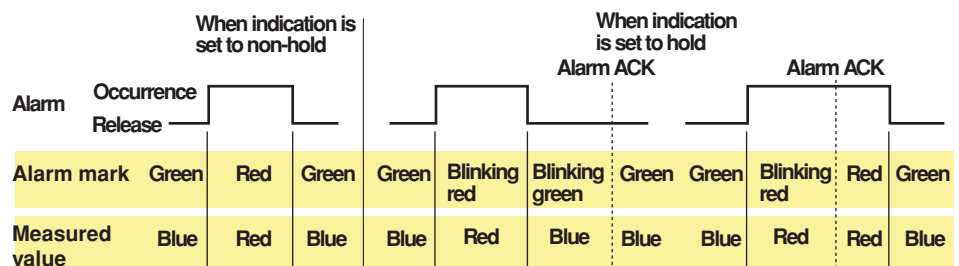 When indication is
set to non-hold
When indication
is set to hold
Alarm ACK
Alarm ACK
Alarm
Occurrence
Release
Alarm mark Green Red Green Green Blinking red Blinking green Green Green Blinking red Red Green
Measured value Blue Red Blue Blue Red Blue Blue Blue Red Red Blue